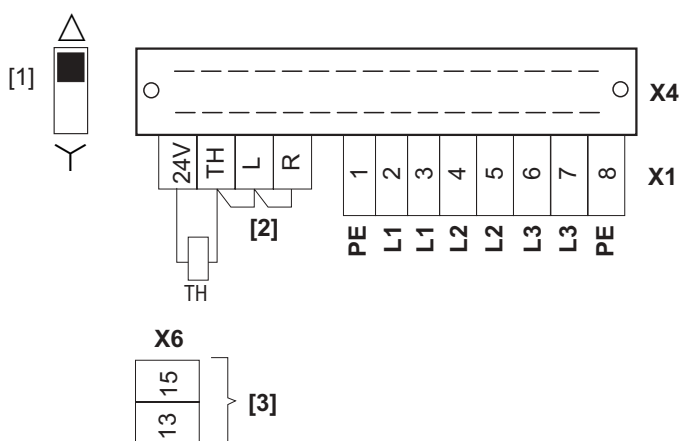 [1]
X4
24V TH L R
1 2 3 4 5 6 7 8
X1
[2]
PE L1 L1 L2 L2 L3 L3 PE
TH
X6
15
[3]
13